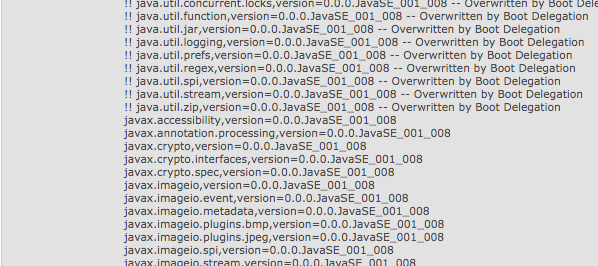 !! java.util.concurrent.locks,version=0.0.0.JavaSE_001_008 -- Overwritten by Boot Dele
!! java.util.function,version=0.0.0.JavaSE_001_008 -- Overwritten by Boot Delegation
!! java.util.jar,version=0.0.0.JavaSE_001_008 -- Overwritten by Boot Delegation
!! java.util.logging,version=0.0.0.JavaSE_001_008 -- Overwritten by Boot Delegation
!! java.util.prefs,version=0.0.0.JavaSE_001_008 -- Overwritten by Boot Delegation
!! java.util.regex,version=0.0.0.JavaSE_001_008 -- Overwritten by Boot Delegation
!! java.util.spi,version=0.0.0.JavaSE_001_008 -- Overwritten by Boot Delegation
!! java.util.stream,version=0.0.0.JavaSE_001_008 -- Overwritten by Boot Delegation
!! java.util.zip,version=0.0.0.JavaSE_001_008 -- Overwritten by Boot Delegation
javax.accessibility,version=0.0.0.JavaSE_001_008
javax.annotation.processing,version=0.0.0.JavaSE_001_008
javax.crypto,version=0.0.0.JavaSE_001_008
javax.crypto.interfaces,version=0.0.0.JavaSE_001_008
javax.crypto.spec,version=0.0.0.JavaSE_001_008
javax.imageio,version=0.0.0.JavaSE_001_008
javax.imageio.event,version=0.0.0.JavaSE_001_008
javax.imageio.metadata,version=0.0.0.JavaSE_001_008
javax.imageio.plugins.bmp,version=0.0.0.JavaSE_001_008
javax.imageio.plugins.jpeg,version=0.0.0.JavaSE_001_008
javax.imageio.spi,version=0.0.0.JavaSE_001_008
javax.imageio.stream,version=0.0.0.JavaSE_001_008